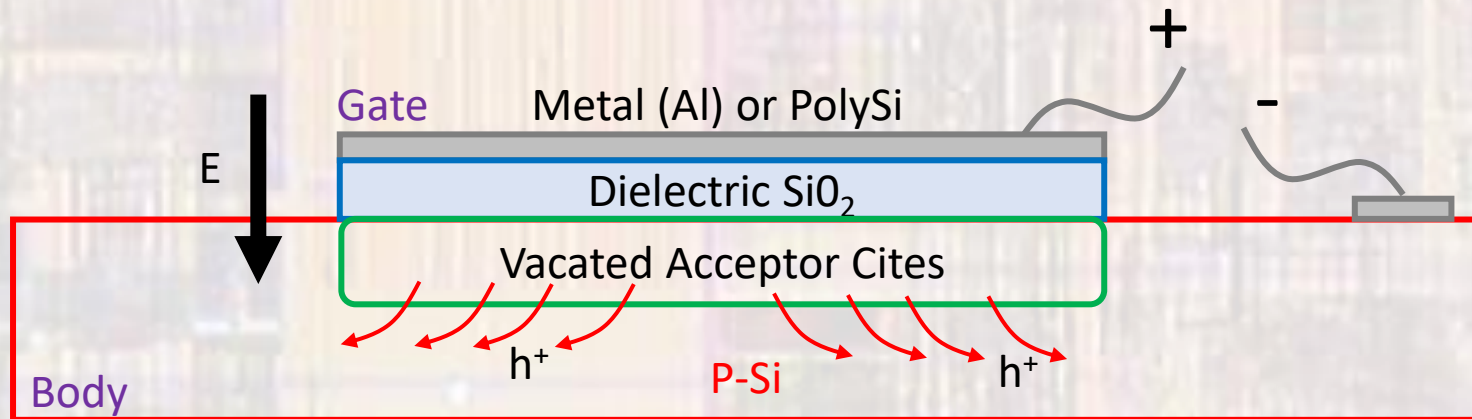 +
-
Gate Metal (Al) or PolySi
E
Dielectric Si0₂
Vacated Acceptor Cites
h⁺ P-Si h⁺
Body